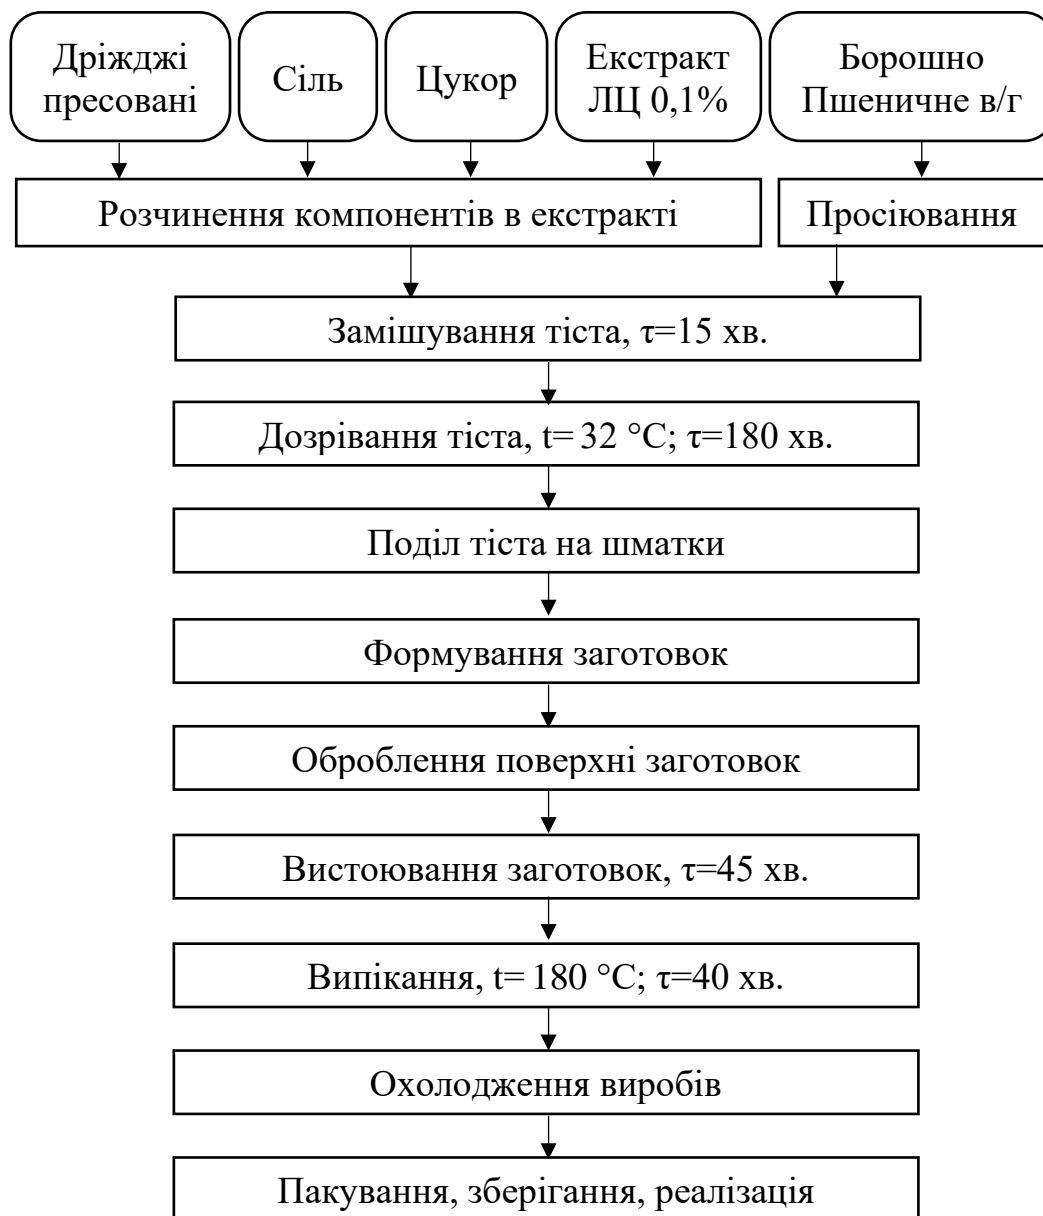 Дріжджі
пресовані
Сіль
Цукор
Екстракт
ЛЦ 0,1%
Борошно
Пшеничне в/г
Розчинення компонентів в екстракті
Просіювання
Замішування тіста, τ=15 хв.
Дозрівання тіста, t= 32 °С; τ=180 хв.
Поділ тіста на шматки
Формування заготовок
Оброблення поверхні заготовок
Вистоювання заготовок, τ=45 хв.
Випікання, t= 180 °С; τ=40 хв.
Охолодження виробів
Пакування, зберігання, реалізація